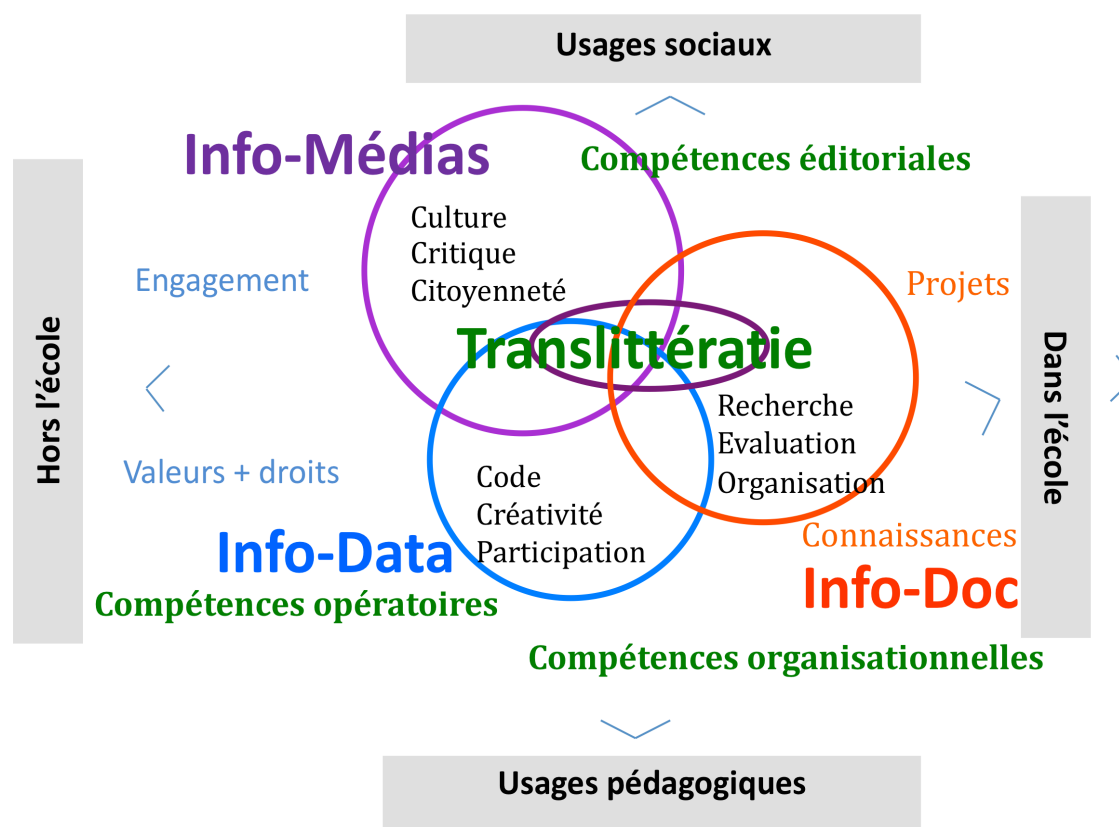 Usages sociaux
Info-Médias
Compétences éditoriales
Culture
Critique
Citoyenneté
Engagement
Projets
Hors l'école
Dans l'école
Translittératie
Recherche
Evaluation
Organisation
Valeurs + droits
Code
Créativité
Participation
Connaissances
Info-Data
Info-Doc
Compétences opératoires
Compétences organisationnelles
Usages pédagogiques